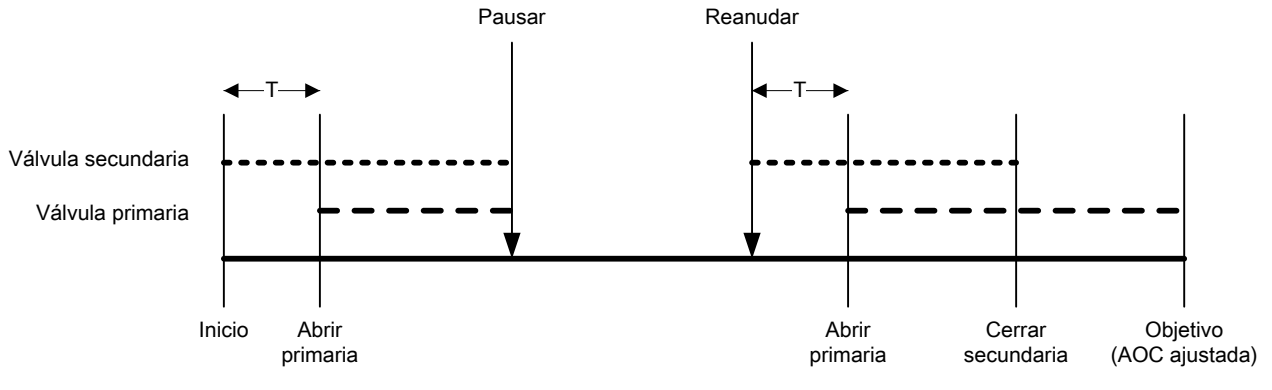 Pausar
Reanudar
T
T
Válvula secundaria
Válvula primaria
Inicio
Abrir
primaria
Abrir
primaria
Cerrar
secundaria
Objetivo
(AOC ajustada)